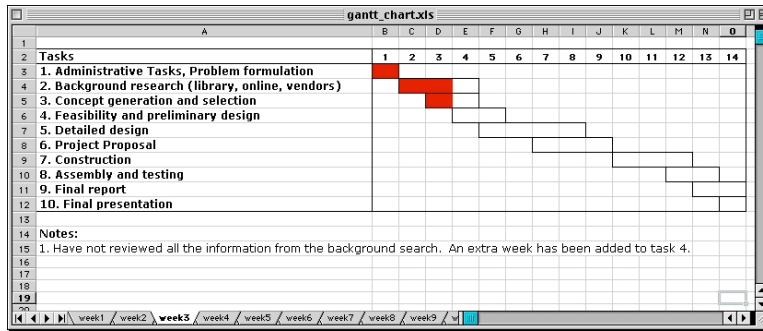 gantt_chart.xls
A B C D E F G H I J K L M N O
1
2 Tasks 1 2 3 4 5 6 7 8 9 10 11 12 13 14
3 1. Administrative Tasks, Problem formulation
4 2. Background research (library, online, vendors)
5 3. Concept generation and selection
6 4. Feasibility and preliminary design
7 5. Detailed design
8 6. Project Proposal
9 7. Construction
10 8. Assembly and testing
11 9. Final report
12 10. Final presentation
13
14 Notes:
15 1. Have not reviewed all the information from the background search. An extra week has been added to task 4.
16
17
18
19
week1 week2 week3 week4 week5 week6 week7 week8 week9